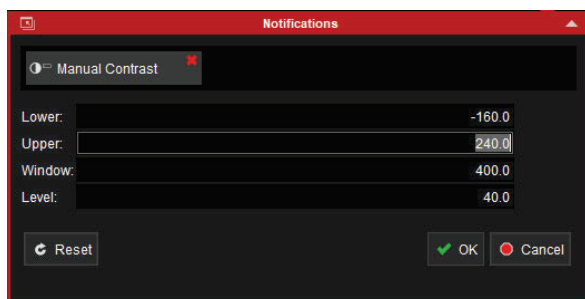 Notifications
Manual Contrast
Lower: -160.0
Upper: 240.0
Window: 400.0
Level: 40.0
Reset OK Cancel